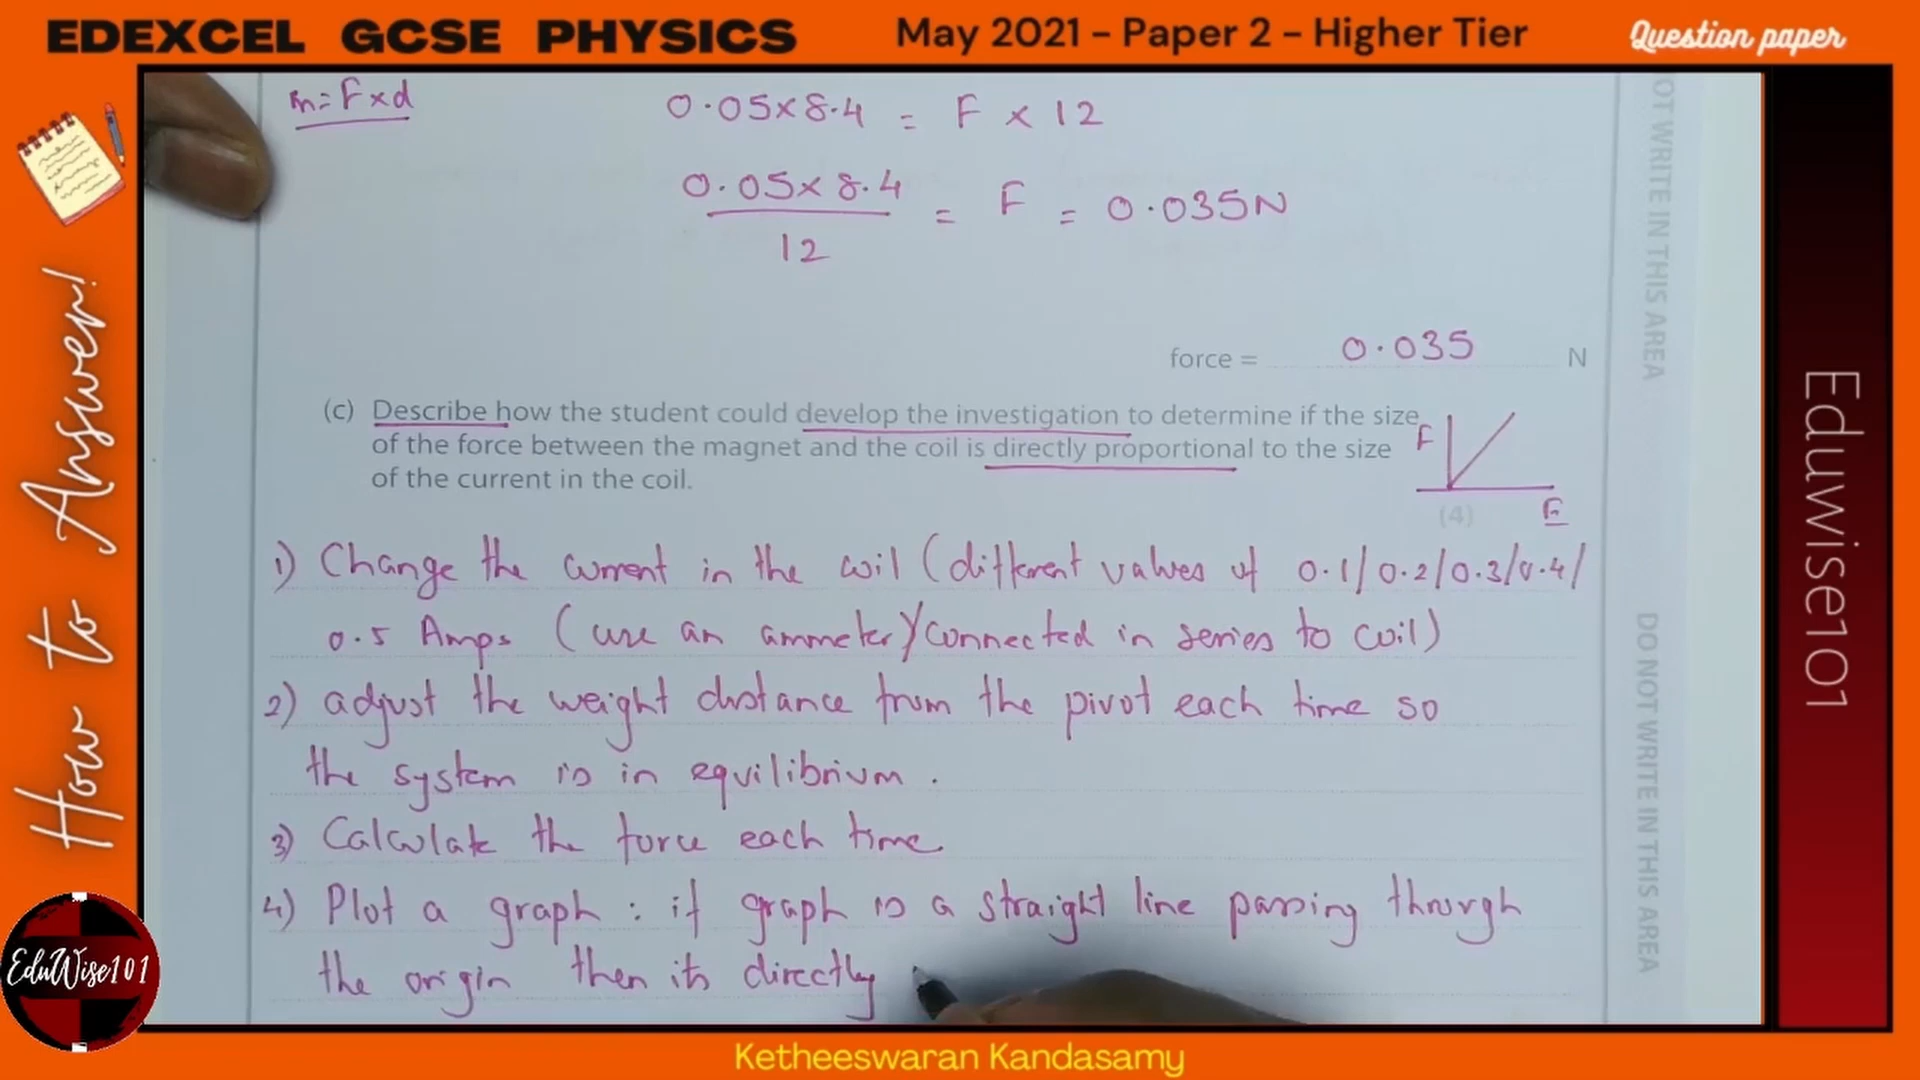 EDEXCEL GCSE PHYSICS
May 2021 - Paper 2 - Higher Tier
Question paper
How to Answer!
m = F x d
0.05 x 8.4 = F x 12
0.05 x 8.4
12
= F = 0.035N
force = 0.035 N
(c) Describe how the student could develop the investigation to determine if the size
of the force between the magnet and the coil is directly proportional to the size
of the current in the coil.
F
(4)
1) Change the current in the coil (different values of 0.1/0.2/0.3/0.4/
0.5 Amps (use an ammeter)/connected in series to coil)
2) adjust the weight distance from the pivot each time so
the system is in equilibrium.
3) Calculate the force each time
4) Plot a graph : if graph is a straight line passing through
the origin then its directly
OT WRITE IN THIS AREA
DO NOT WRITE IN THIS AREA
Eduwise101
EduWise101
Ketheeswaran Kandasamy